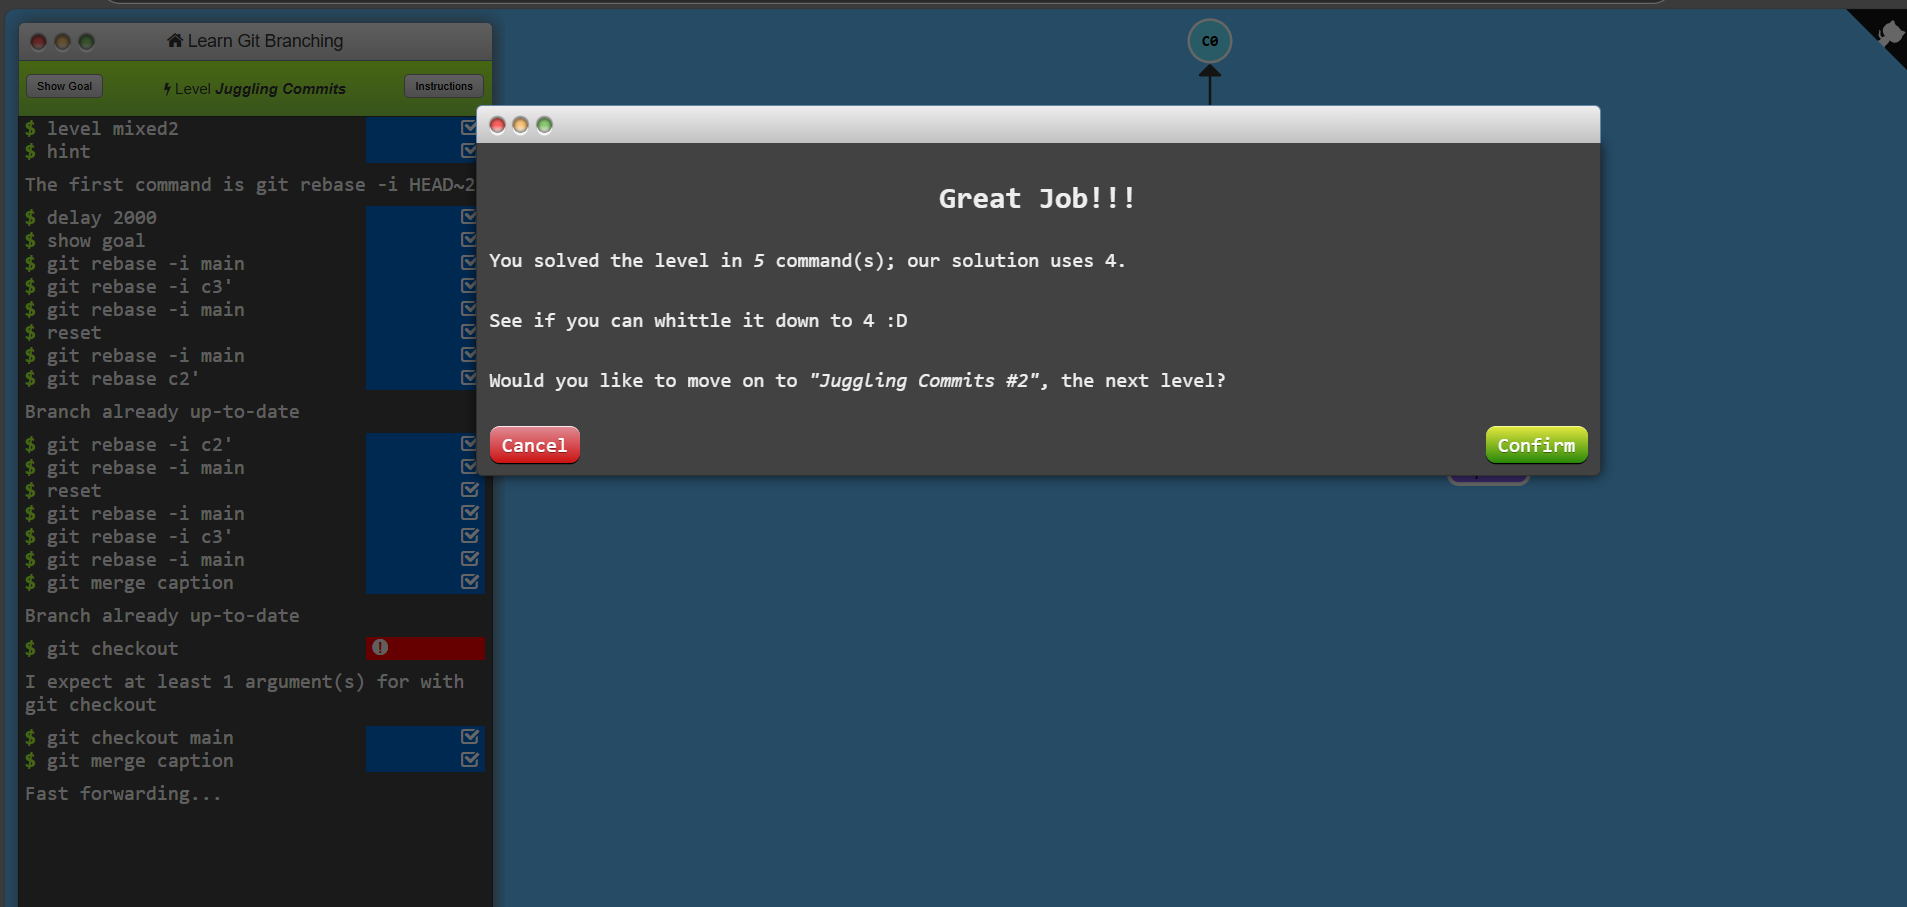 Learn Git Branching
Show Goal
Level Juggling Commits
Instructions
$ level mixed2
$ hint
The first command is git rebase -i HEAD~2
$ delay 2000
$ show goal
$ git rebase -i main
$ git rebase -i c3'
$ git rebase -i main
$ reset
$ git rebase -i main
$ git rebase c2'
Branch already up-to-date
$ git rebase -i c2'
$ git rebase -i main
$ reset
$ git rebase -i main
$ git rebase -i c3'
$ git rebase -i main
$ git merge caption
Branch already up-to-date
$ git checkout
I expect at least 1 argument(s) for with
git checkout
$ git checkout main
$ git merge caption
Fast forwarding...
C0
Great Job!!!
You solved the level in 5 command(s); our solution uses 4.
See if you can whittle it down to 4 :D
Would you like to move on to "Juggling Commits #2", the next level?
Cancel
Confirm